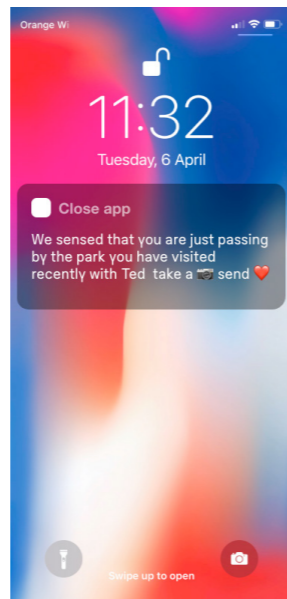 Orange Wi
11:32
Tuesday, 6 April
Close app
We sensed that you are just passing
by the park you have visited
recently with Ted take a 📷 send ❤️
Swipe up to open